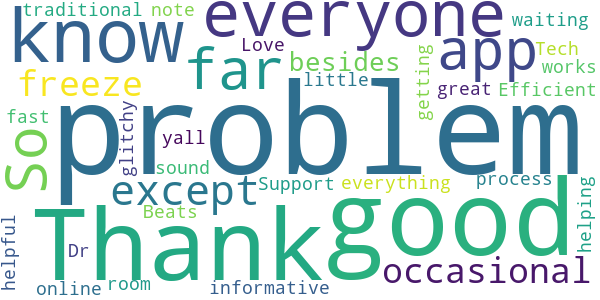 traditional note
everyone
waiting
know
Love
app
Tech
far
besides
works
freeze
little
getting
great
Efficient
problem
fast
glitchy
yall
So
sound
except
Support
everything
process
good
Thank
Beats
occasional
helping
helpful
Dr
online
room
informative